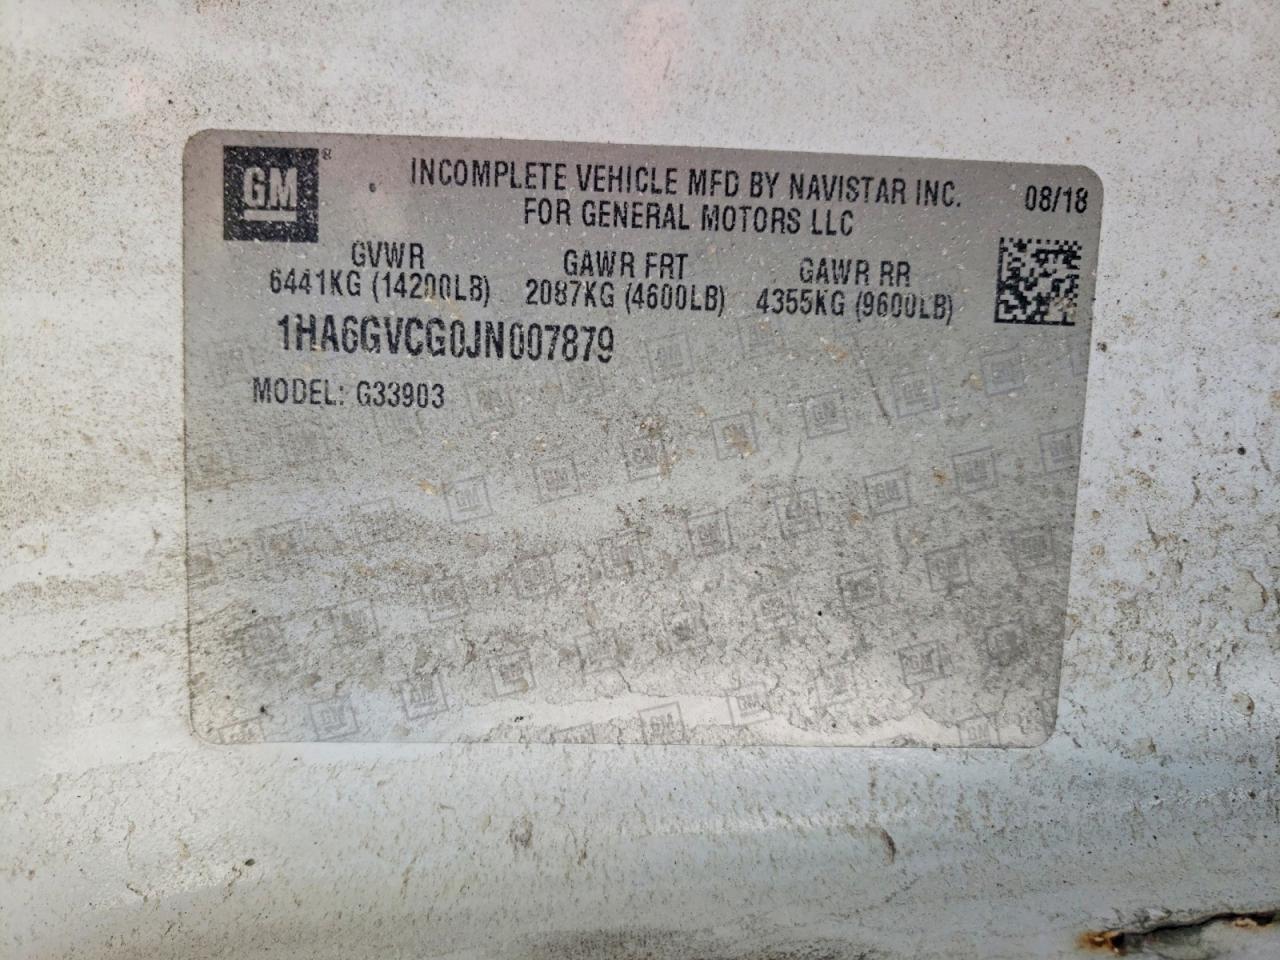 GM®
INCOMPLETE VEHICLE MFD BY NAVISTAR INC. 08/18
FOR GENERAL MOTORS LLC
GVWR GAWR FRT GAWR RR
6441KG (14200LB) 2087KG (4600LB) 4355KG (9600LB)
1HA6GVCG0JN007879
MODEL: G33903